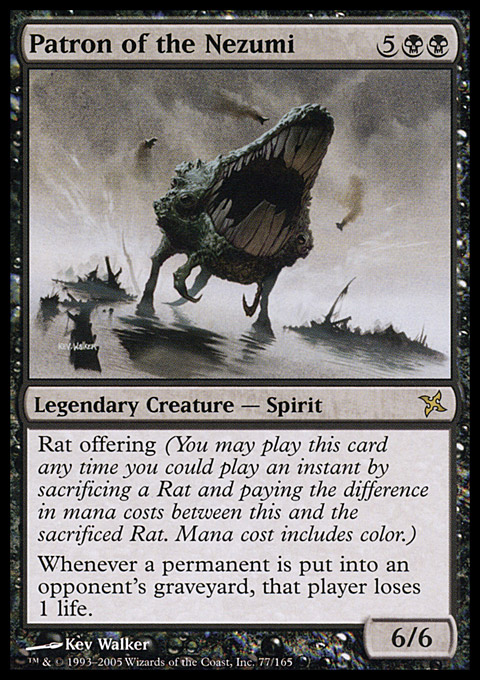 Patron of the Nezumi 5
KEV WALKER
Legendary Creature — Spirit
Rat offering (You may play this card
any time you could play an instant by
sacrificing a Rat and paying the difference
in mana costs between this and the
sacrificed Rat. Mana cost includes color.)
Whenever a permanent is put into an
opponent's graveyard, that player loses
1 life.
Kev Walker
6/6
™ & © 1993–2005 Wizards of the Coast, Inc. 77/165